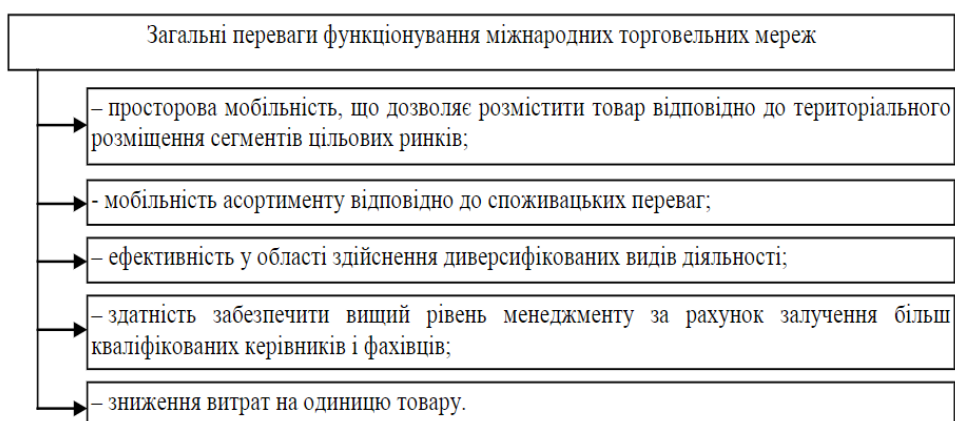 Загальні переваги функціонування міжнародних торговельних мереж
– просторова мобільність, що дозволяє розмістити товар відповідно до територіального
розміщення сегментів цільових ринків;
- мобільність асортименту відповідно до споживацьких переваг;
– ефективність у області здійснення диверсифікованих видів діяльності;
– здатність забезпечити вищий рівень менеджменту за рахунок залучення більш
кваліфікованих керівників і фахівців;
– зниження витрат на одиницю товару.